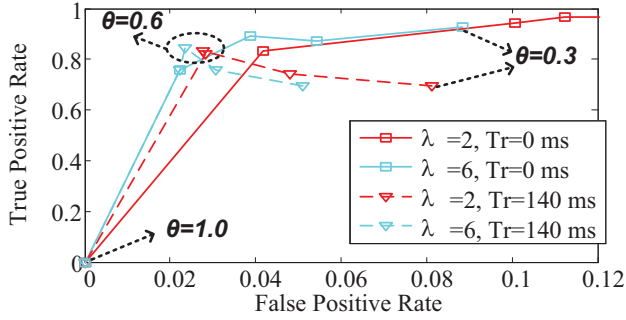 θ=0.6
θ=0.3
θ=1.0
True Positive Rate
1
0.8
0.6
0.4
0.2
0
0 0.02 0.04 0.06 0.08 0.1 0.12
False Positive Rate
λ =2, Tr=0 ms
λ =6, Tr=0 ms
λ =2, Tr=140 ms
λ =6, Tr=140 ms